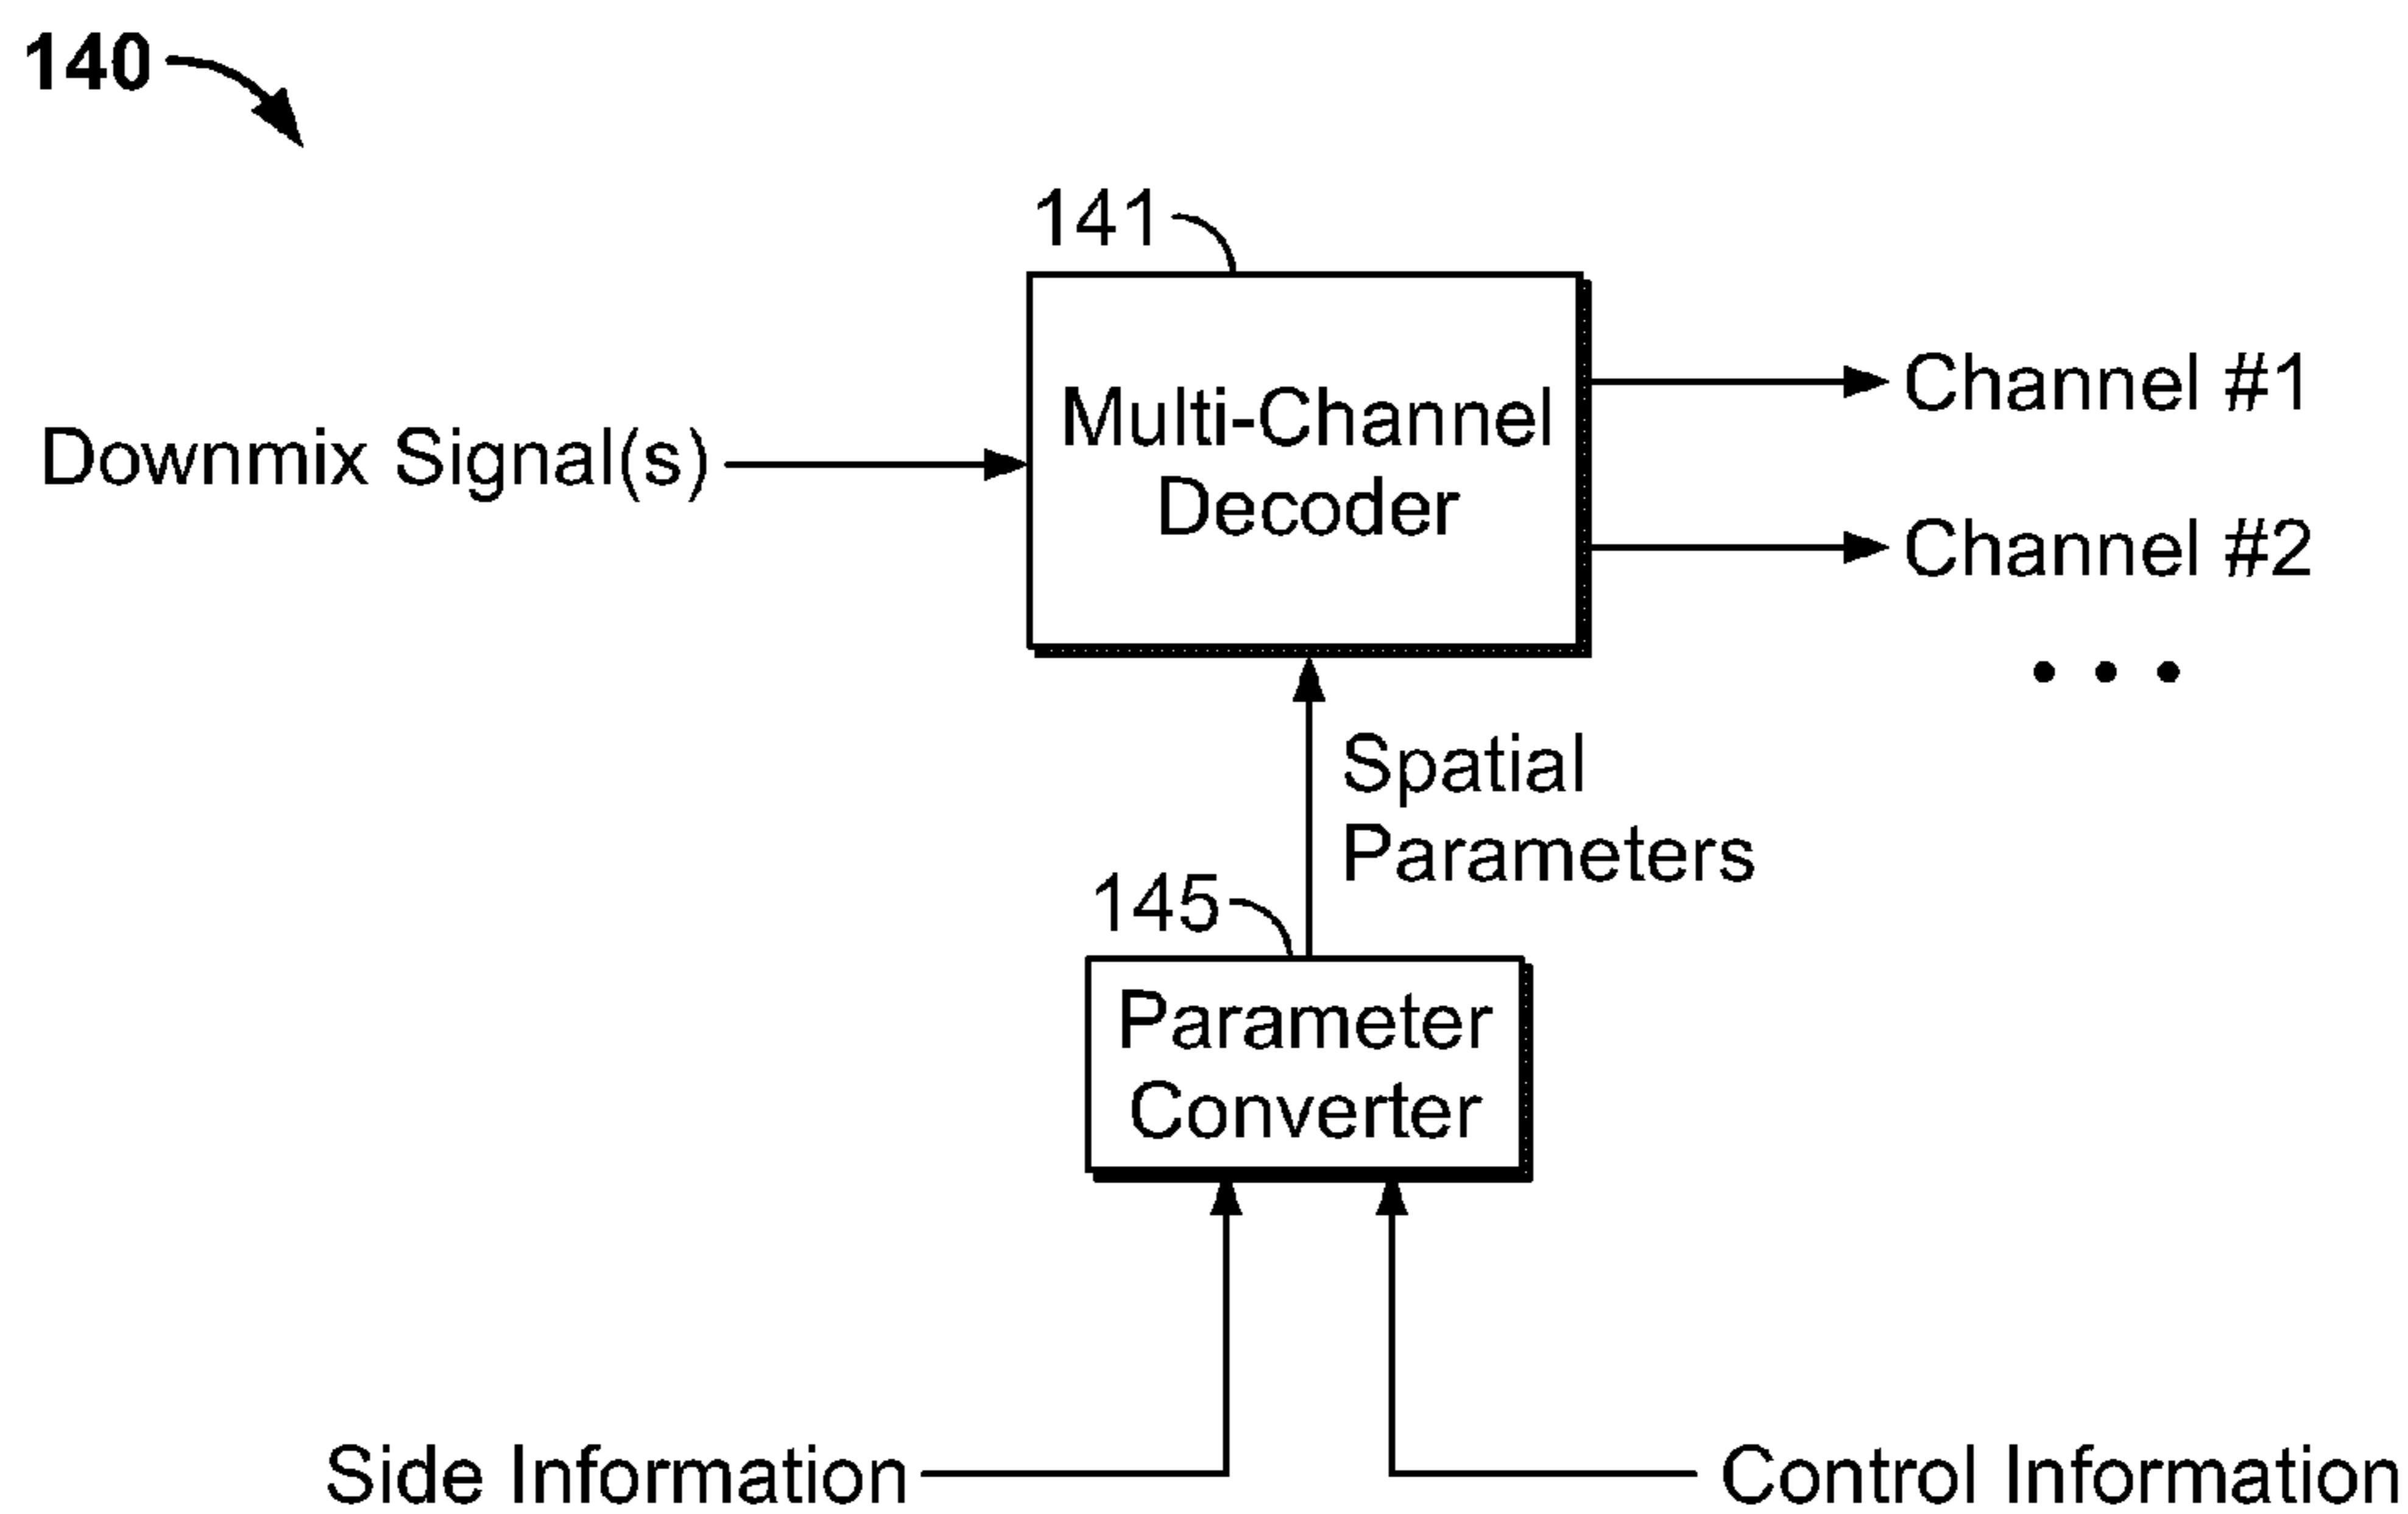 140
141
Multi-Channel
Decoder
Downmix Signal(s)
Channel #1
Channel #2
Spatial
Parameters
145
Parameter
Converter
Side Information
Control Information